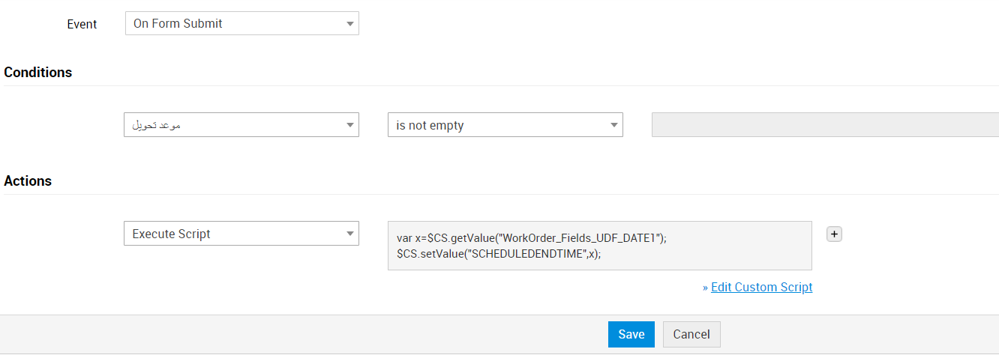 Event
On Form Submit
Conditions
موعد تحویل
is not empty
Actions
Execute Script
var x=$CS.getValue("WorkOrder_Fields_UDF_DATE1");
$CS.setValue("SCHEDULEDENDTIME",x);
+
» Edit Custom Script
Save
Cancel